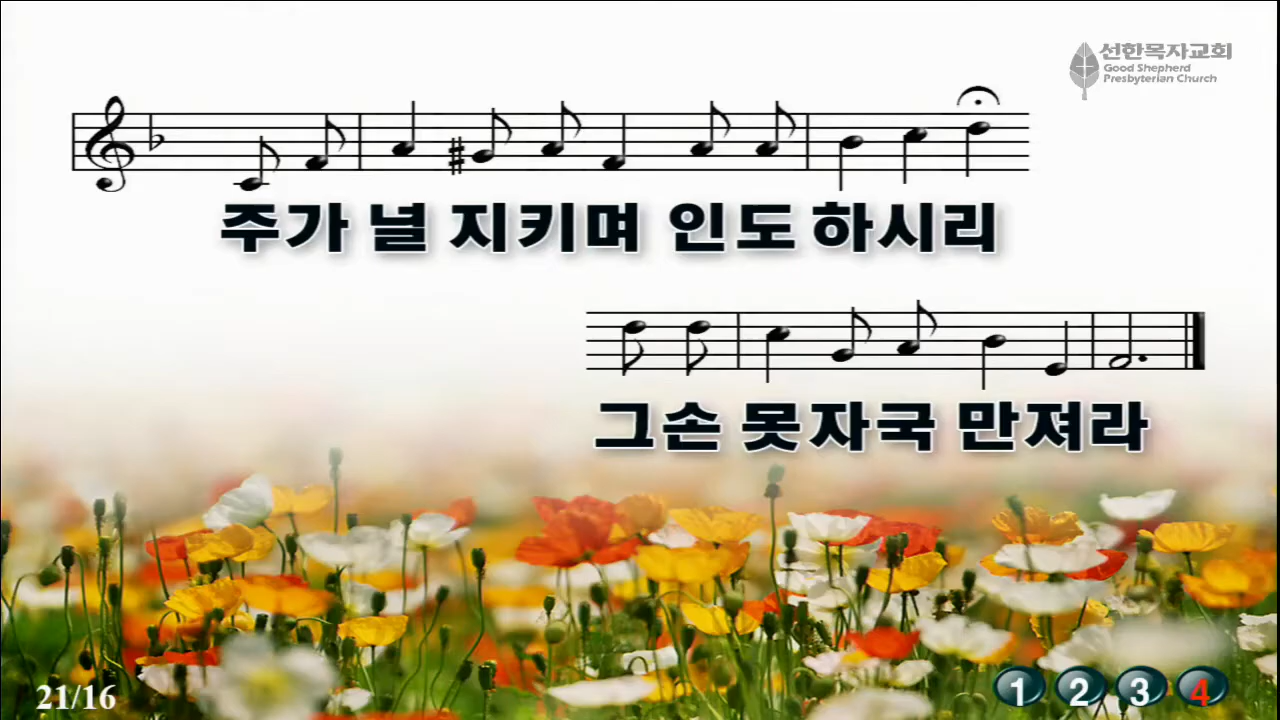 선한목자교회
Good Shepherd
Presbyterian Church
주가 널 지키며 인도 하시리
그손 못자국 만져라
21/16
1 2 3 4